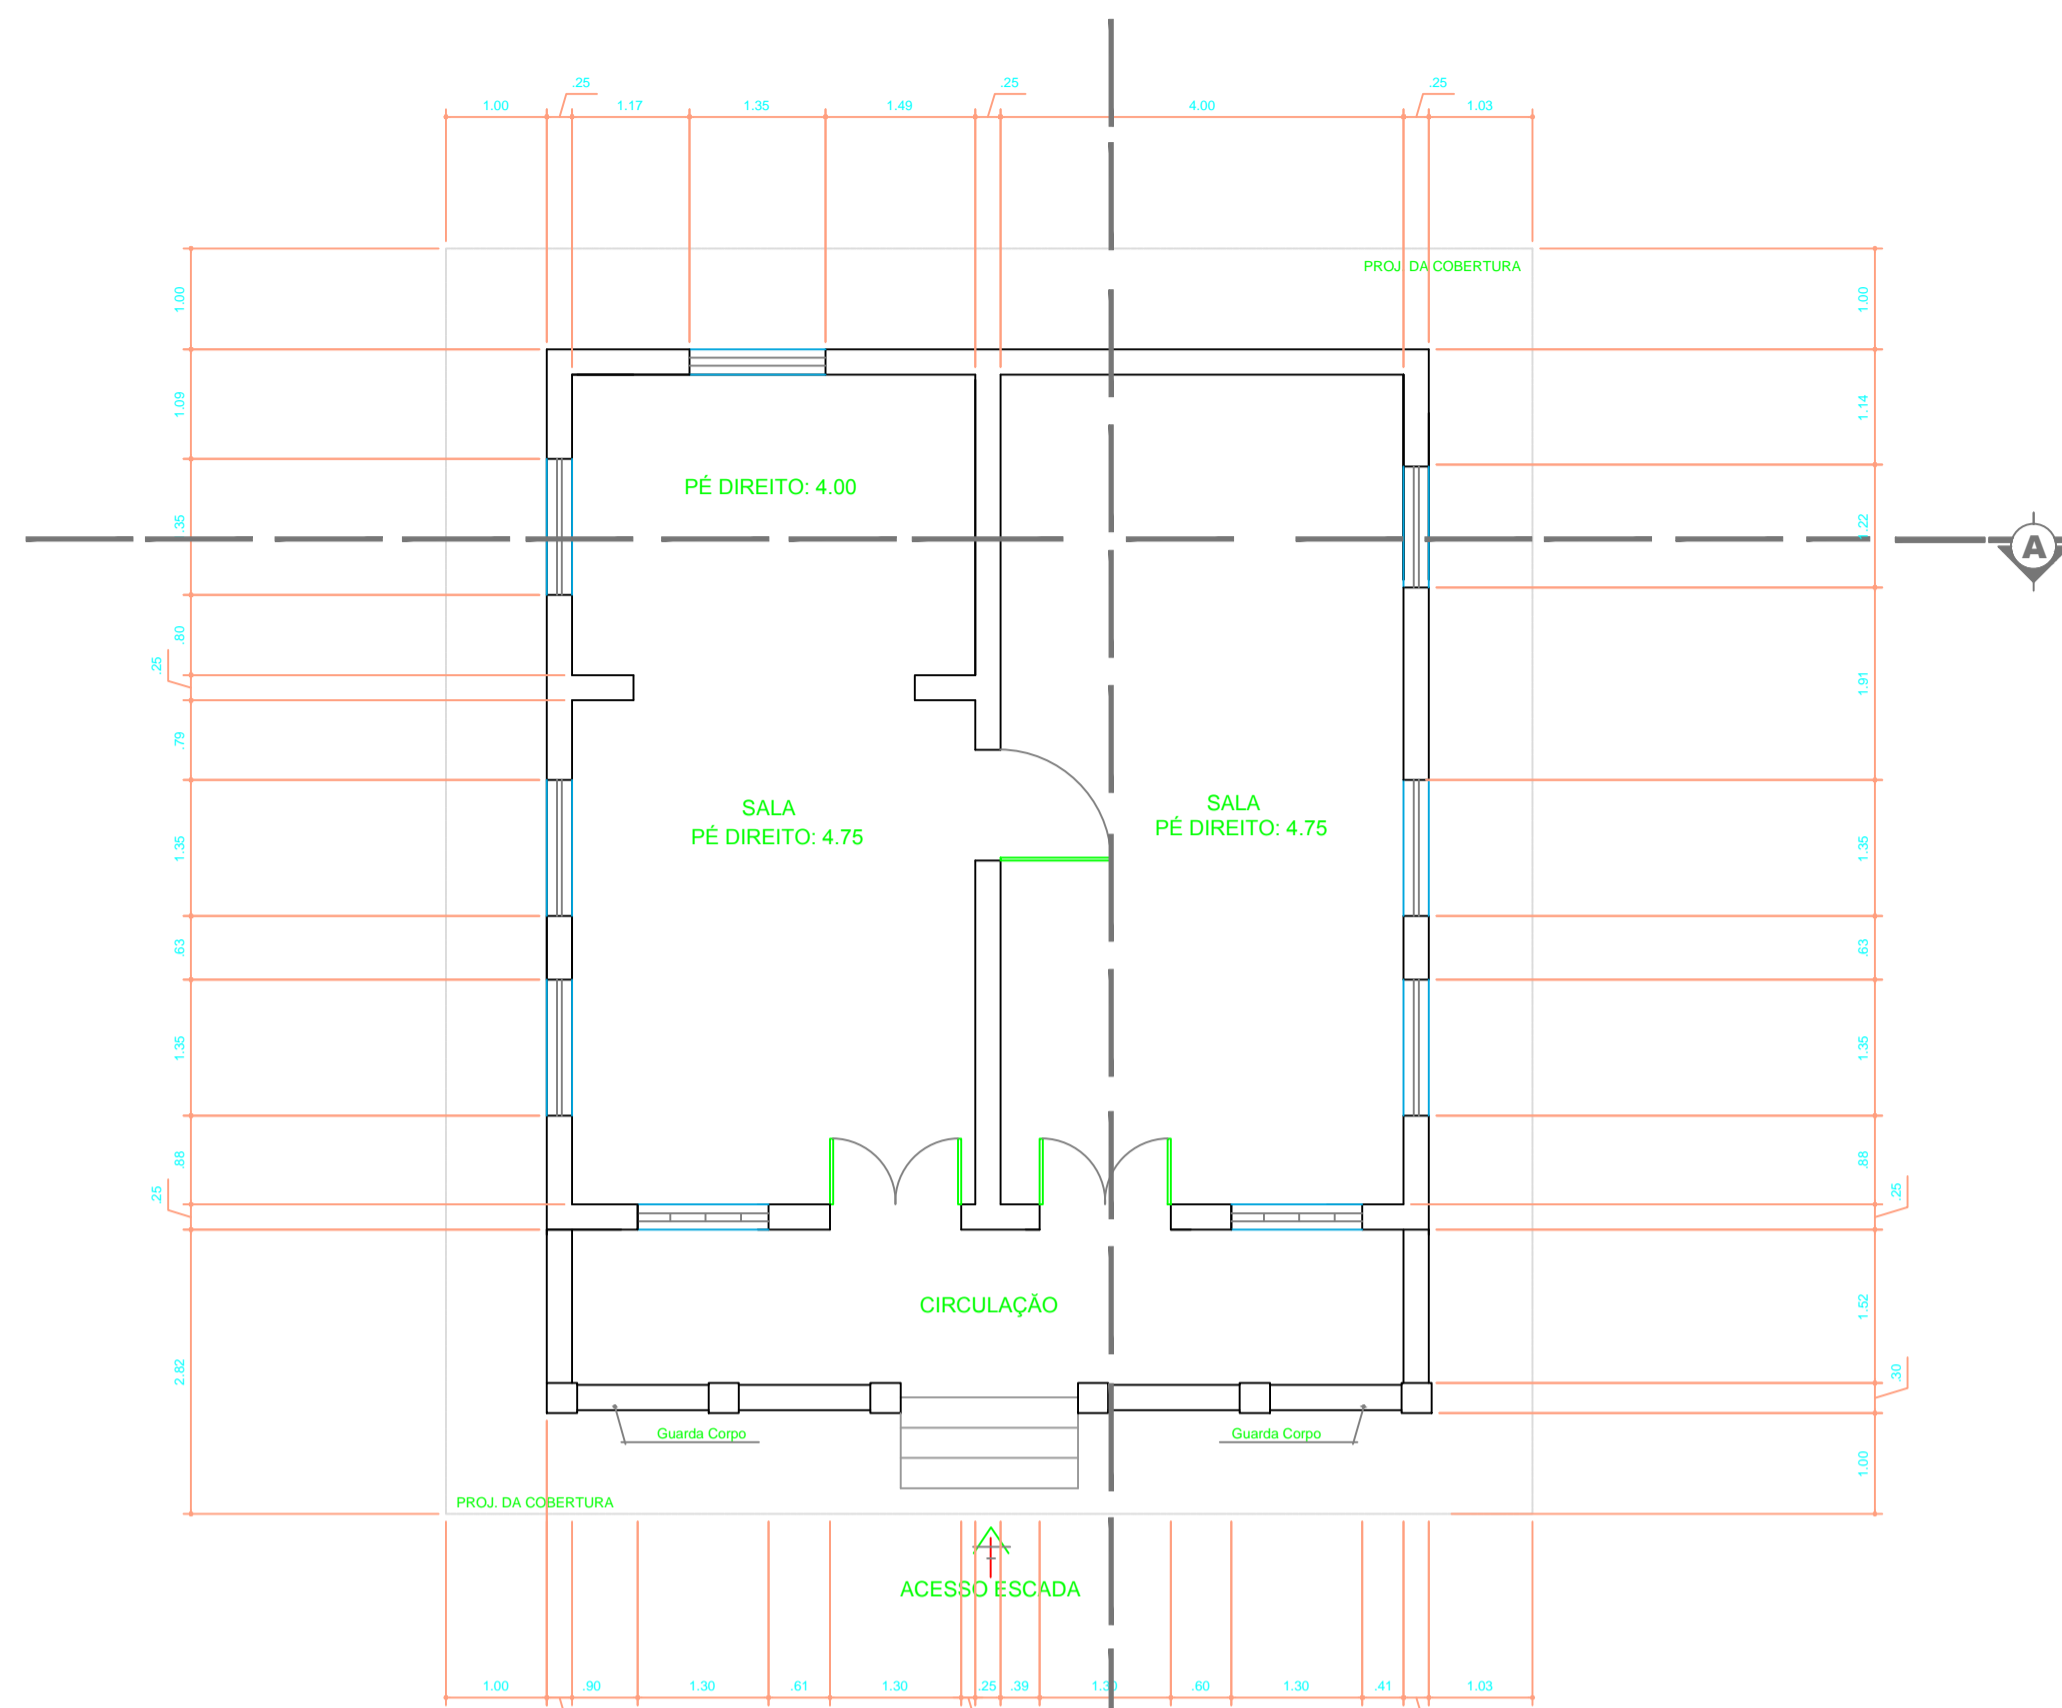 .25 .25 .25
1.00 1.17 1.35 1.49 4.00 1.03
PROJ. DA COBERTURA
1.00 1.00
1.09 1.14
PÉ DIREITO: 4.00
.35 1.22
A
.80
.25
1.91
.79
SALA SALA
PÉ DIREITO: 4.75 PÉ DIREITO: 4.75
1.35 1.35
.63 .63
1.35 1.35
.88 .88
.25 .25
CIRCULAÇÃO
1.52
2.82 .30
Guarda Corpo Guarda Corpo
1.00
PROJ. DA COBERTURA
ACESSO ESCADA
1.00 .90 1.30 .61 1.30 .25 .39 1.30 .60 1.30 .41 1.03